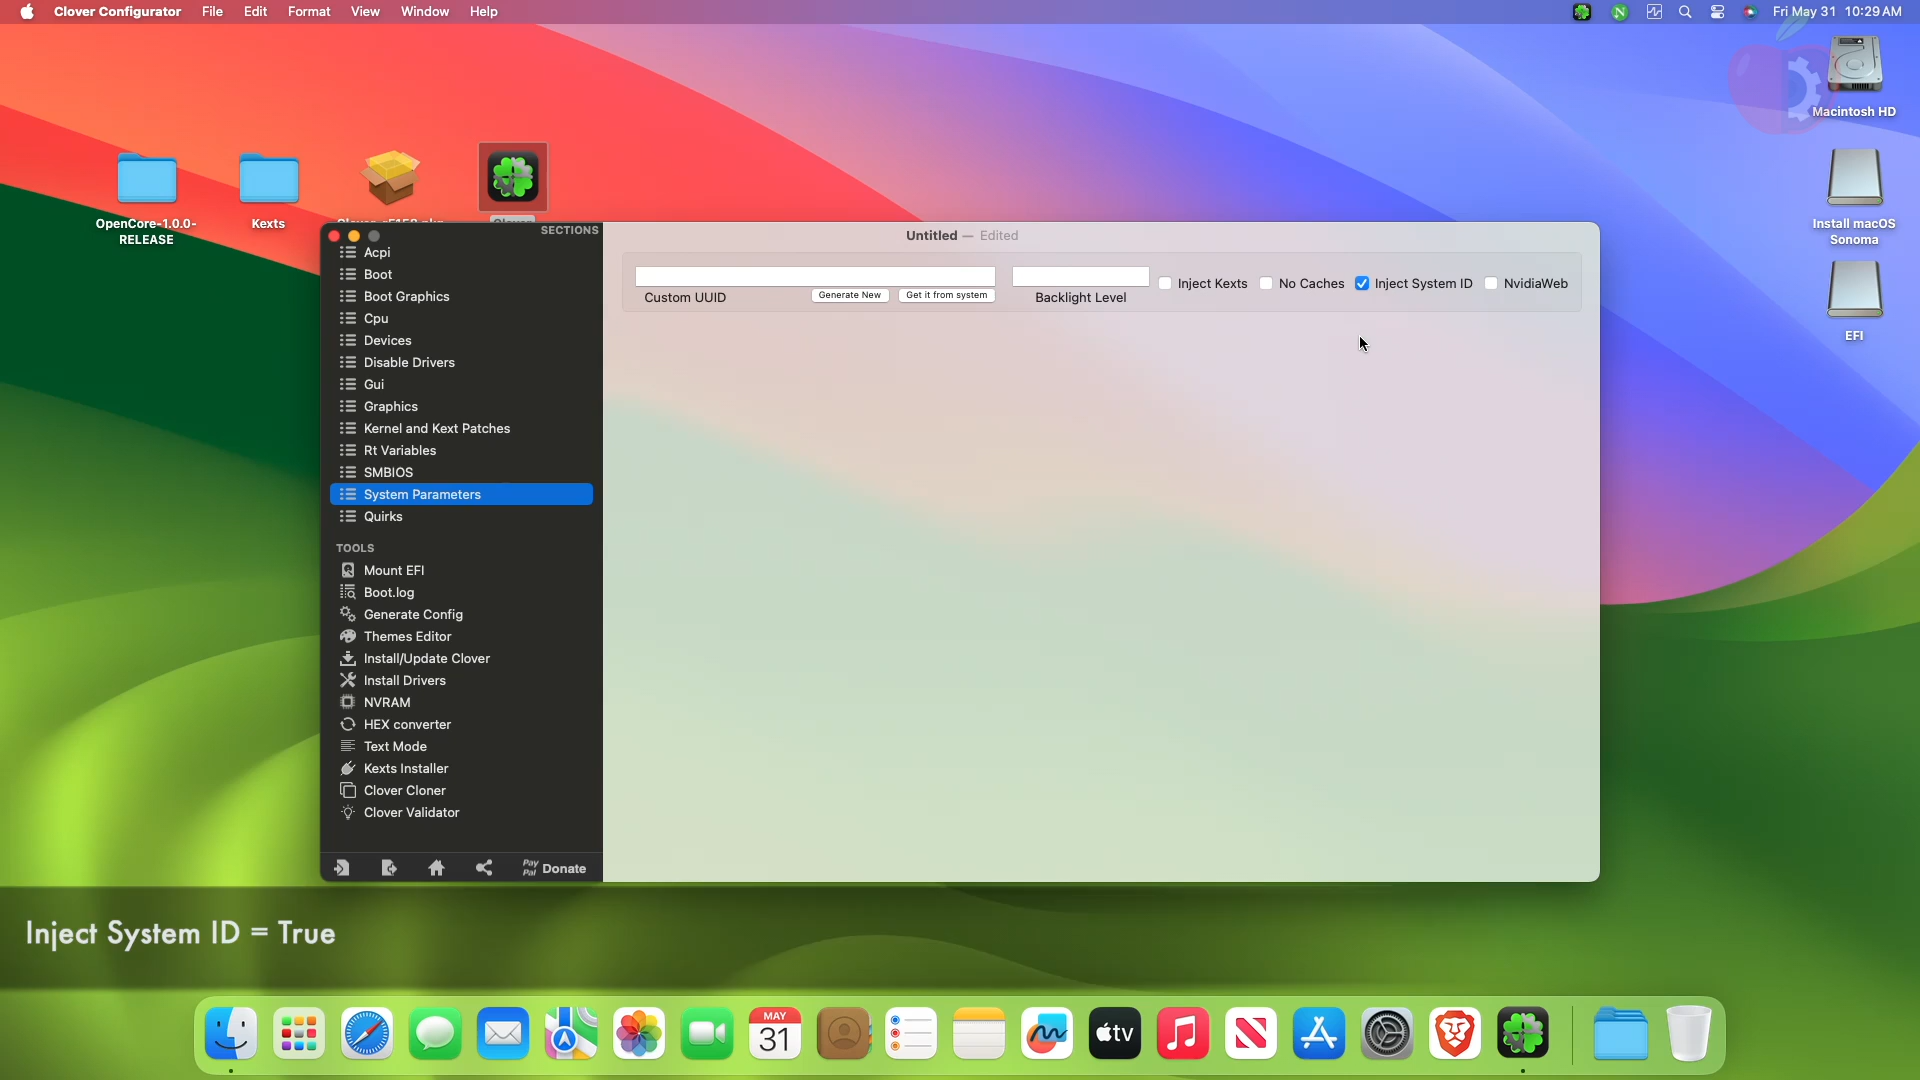 Clover Configurator File Edit Format View Window Help
Fri May 31 10:29 AM
Macintosh HD
Install macOS
Sonoma
EFI
OpenCore-1.0.0-
RELEASE
Kexts
SECTIONS
Acpi
Boot
Boot Graphics
Cpu
Devices
Disable Drivers
Gui
Graphics
Kernel and Kext Patches
Rt Variables
SMBIOS
System Parameters
Quirks
TOOLS
Mount EFI
Boot.log
Generate Config
Themes Editor
Install/Update Clover
Install Drivers
NVRAM
HEX converter
Text Mode
Kexts Installer
Clover Cloner
Clover Validator
Pay
Pal
Donate
Untitled — Edited
Custom UUID
Generate New
Get it from system
Backlight Level
Inject Kexts
No Caches
Inject System ID
NvidiaWeb
Inject System ID = True
MAY
31
tv